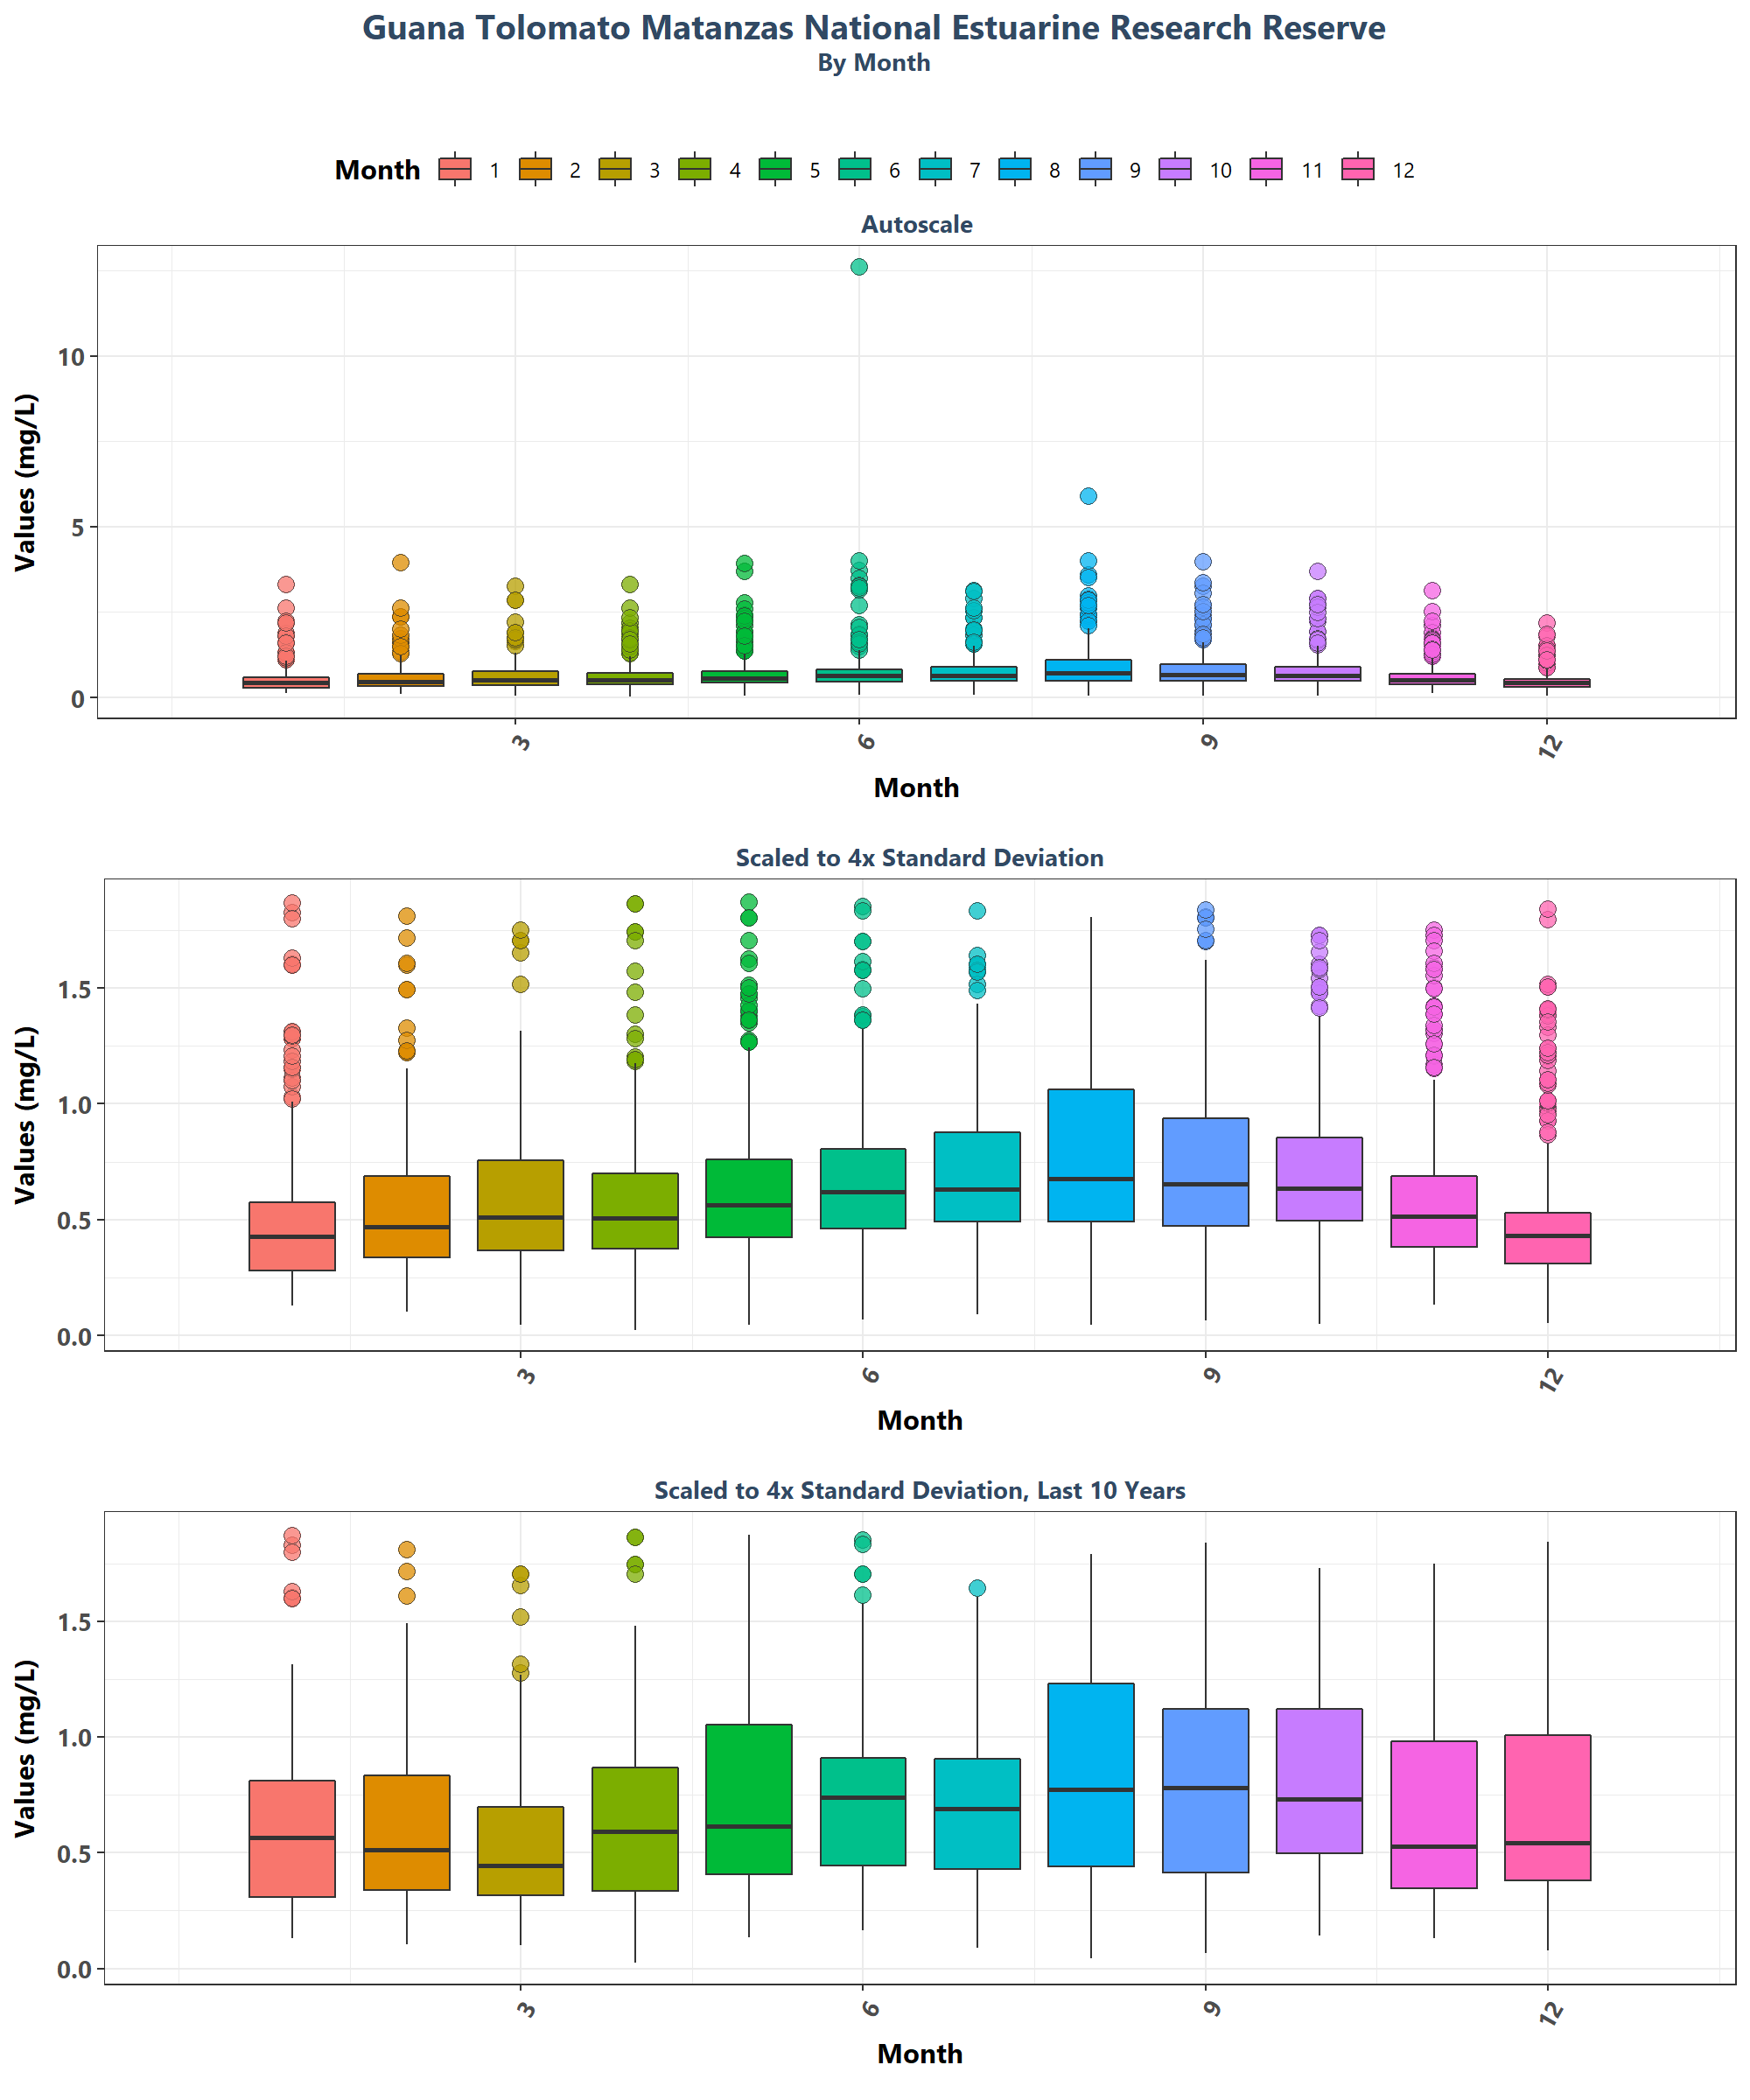 Guana Tolomato Matanzas National Estuarine Research Reserve
By Month
Month 1 2 3 4 5 6 7 8 9 10 11 12
Autoscale
Values (mg/L)
10
5
0
3 6 9 12
Month
Scaled to 4x Standard Deviation
Values (mg/L)
1.5
1.0
0.5
0.0
3 6 9 12
Month
Scaled to 4x Standard Deviation, Last 10 Years
Values (mg/L)
1.5
1.0
0.5
0.0
3 6 9 12
Month